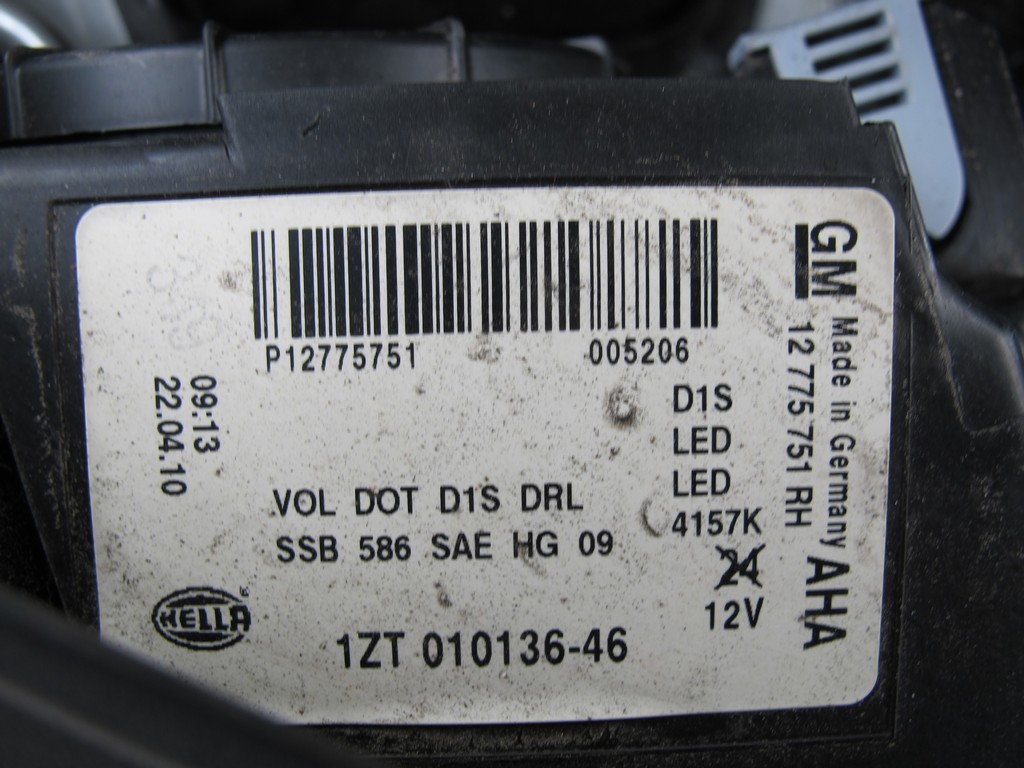 P12775751 005206
GM Made in Germany
12 775 751 RH AHA
09:13
22.04.10
D1S
LED
LED
4157K
24
12V
VOL DOT D1S DRL
SSB 586 SAE HG 09
HELLA
1ZT 010136-46